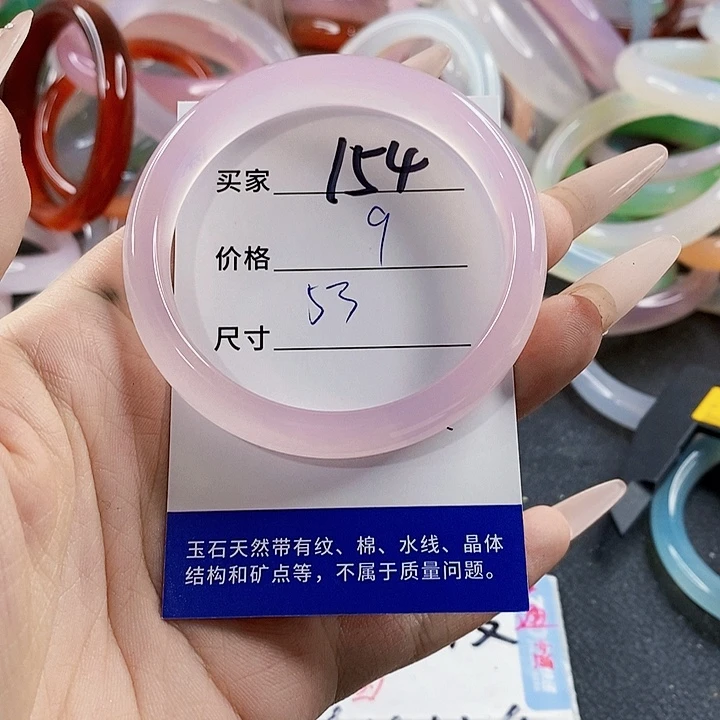 买家 154
价格 9
尺寸 53
玉石天然带有纹、棉、水线、晶体
结构和矿点等，不属于质量问题。